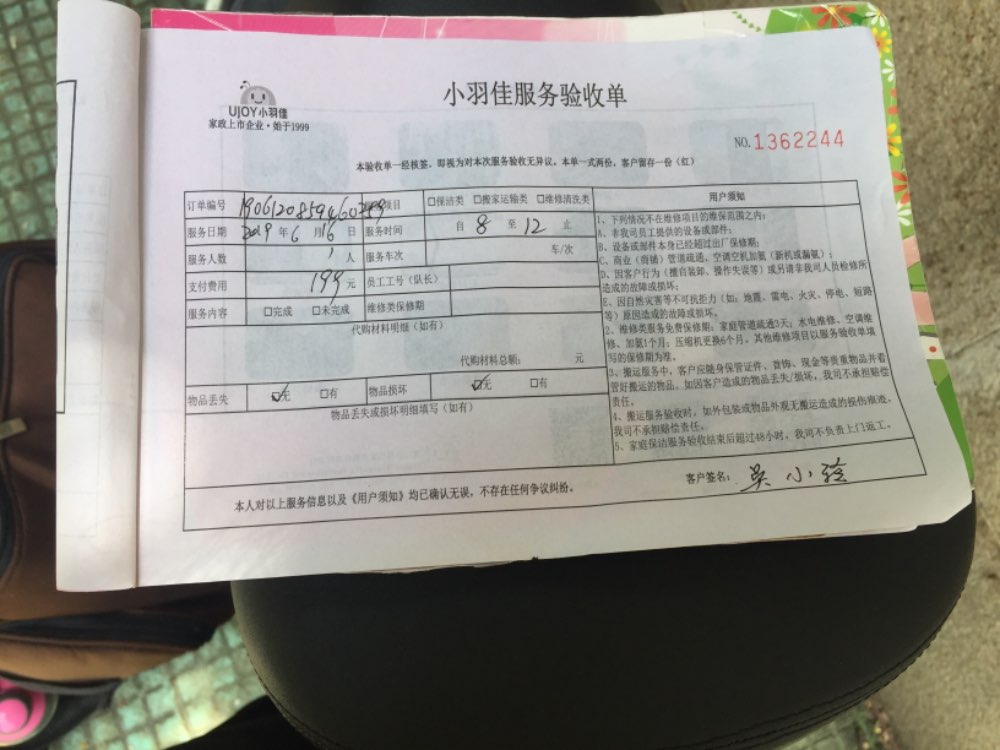 UJOY小羽佳
家政上市企业·始于1999
小羽佳服务验收单
NO.1362244
本验收单一经核签，即视为对本次服务验收无异议。本单一式两份，客户留存一份（红）
订单编号 项目 □保洁类 □搬家运输类 □维修清洗类
服务日期 2019年6月16日 服务时间 自 8 至 12 止
服务人数 1 人 服务车次 车/次
支付费用 199元 员工工号（队长）
服务内容 □完成 □未完成 维修类保修期
代购材料明细（如有）
代购材料总额： 元
物品丢失 ☑无 □有 物品损坏 ☑无 □有
物品丢失或损坏明细填写（如有）
用户须知
1、下列情况不在维修项目的维保范围之内：
A、非我司员工提供的设备或部件；
B、设备或部件本身已经超过出厂保修期；
C、商业（商铺）管道疏通，空调空机加氟（新机或漏氟）；
D、因客户行为（擅自装卸、操作失误等）或另请非我司人员检修所
造成的故障或损坏；
E、因自然灾害等不可抗拒力（如：地震、雷电、火灾、停电、短路
等）原因造成的故障或损坏。
2、维修类服务免费保修期：家庭管道疏通3天；水电维修、空调维
修、加氟1个月；压缩机更换6个月。其他维修项目以服务验收单填
写的保修期为准。
3、搬运服务中，客户应随身保管证件、首饰、现金等贵重物品并看
管好搬运的物品。如因客户造成的物品丢失/损坏，我司不承担赔偿
责任。
4、搬运服务验收时，如外包装或物品外观无搬运造成的损伤痕迹，
我司不承担赔偿责任。
5、家庭保洁服务验收结束后超过48小时，我司不负责上门返工。
本人对以上服务信息以及《用户须知》均已确认无误，不存在任何争议纠纷。
客户签名： 吴小玲